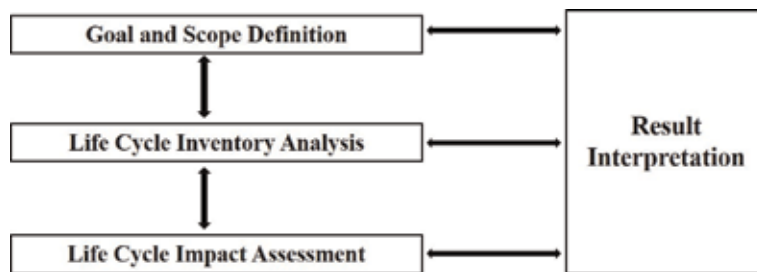 Goal and Scope Definition
Life Cycle Inventory Analysis
Life Cycle Impact Assessment
Result
Interpretation